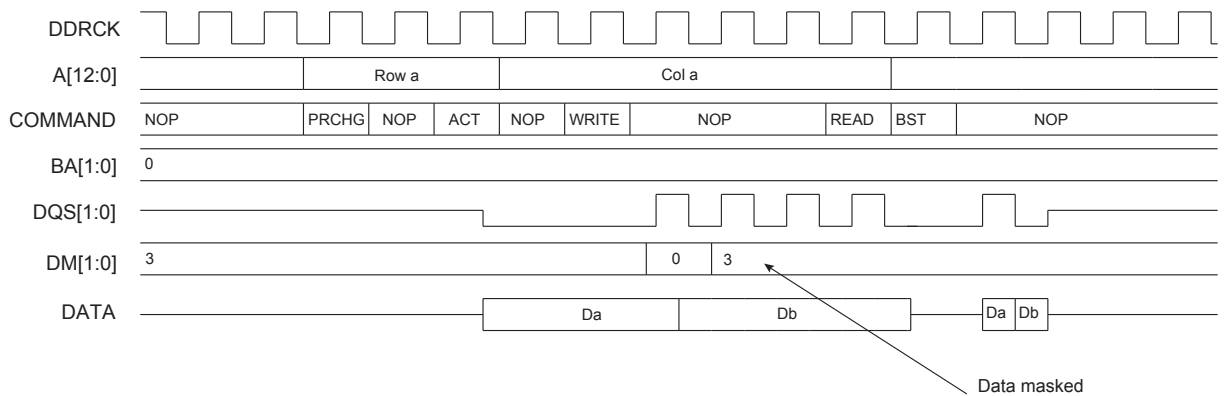 DDRCK
A[12:0] Row a Col a
COMMAND NOP PRCHG NOP ACT NOP WRITE NOP READ BST NOP
BA[1:0] 0
DQS[1:0]
DM[1:0] 3 0 3
DATA Da Db Da Db
Data masked